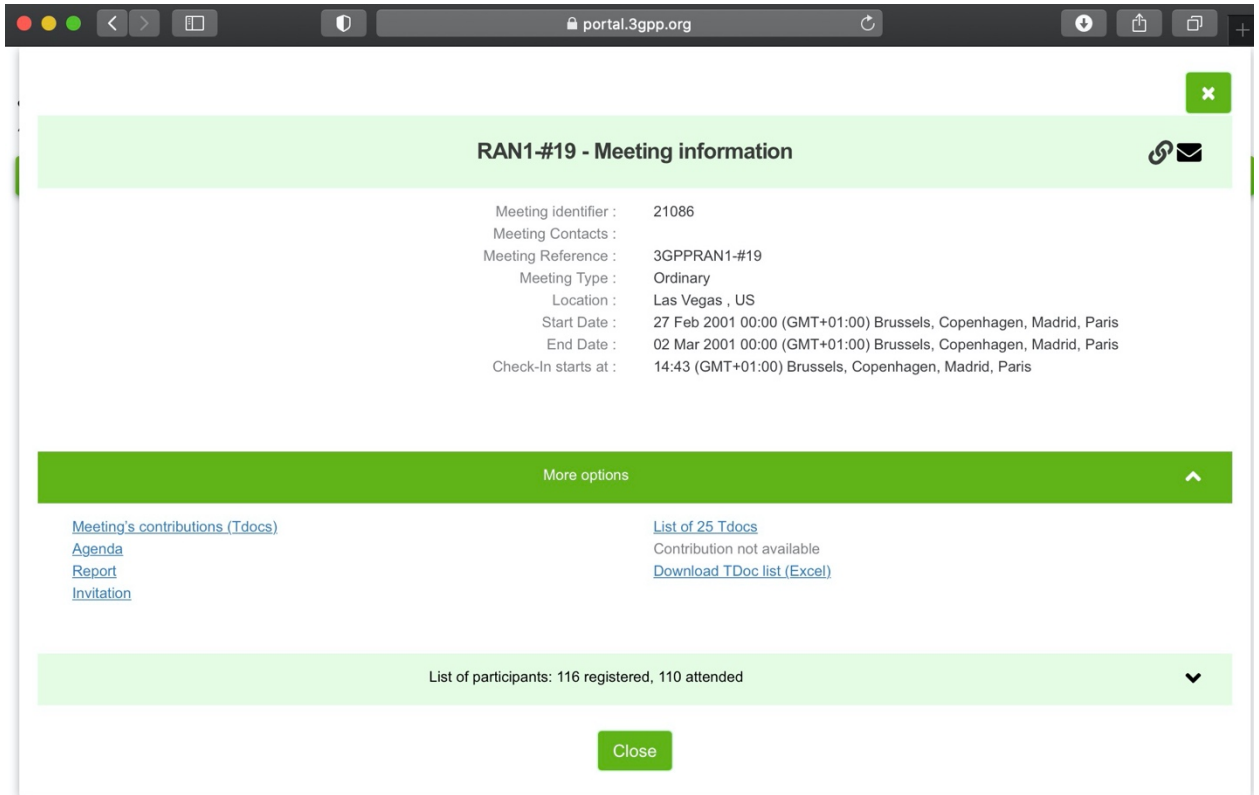 portal.3gpp.org
RAN1-#19 - Meeting information
Meeting identifier : 21086
Meeting Contacts :
Meeting Reference : 3GPPRAN1-#19
Meeting Type : Ordinary
Location : Las Vegas , US
Start Date : 27 Feb 2001 00:00 (GMT+01:00) Brussels, Copenhagen, Madrid, Paris
End Date : 02 Mar 2001 00:00 (GMT+01:00) Brussels, Copenhagen, Madrid, Paris
Check-In starts at : 14:43 (GMT+01:00) Brussels, Copenhagen, Madrid, Paris
More options
Meeting's contributions (Tdocs) List of 25 Tdocs
Agenda Contribution not available
Report Download TDoc list (Excel)
Invitation
List of participants: 116 registered, 110 attended
Close